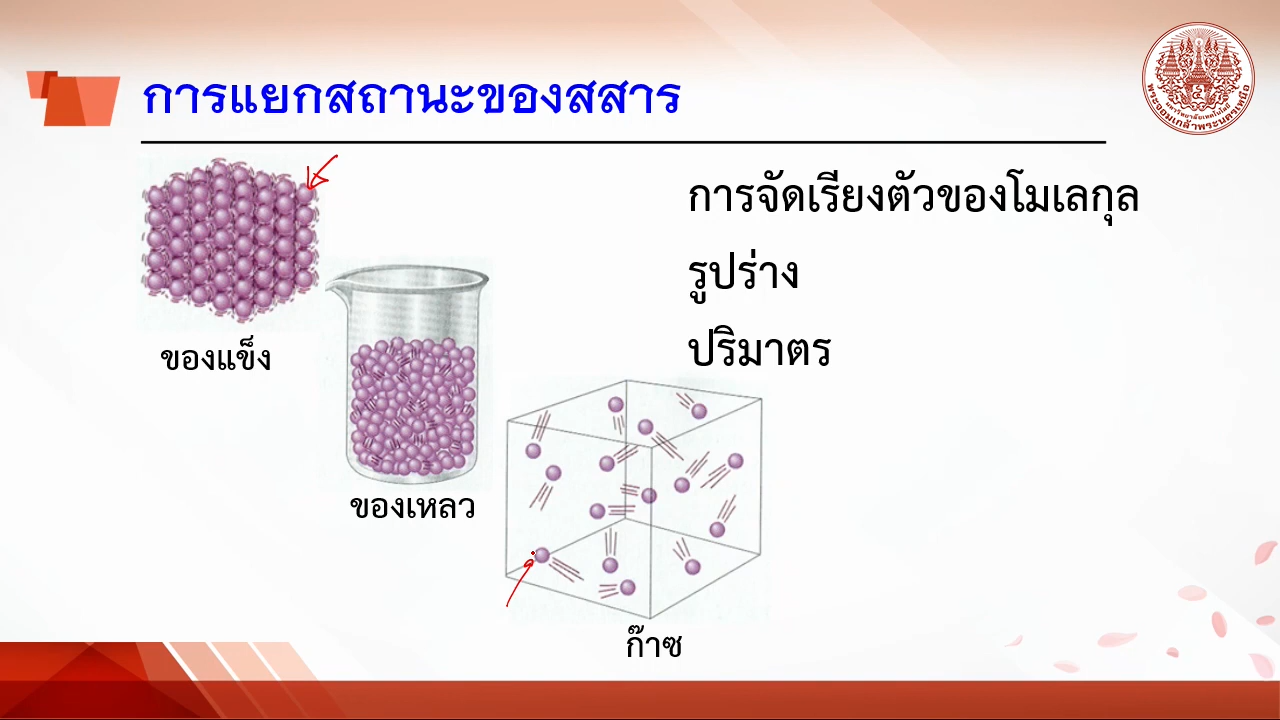 การแยกสถานะของสสาร
การจัดเรียงตัวของโมเลกุล
รูปร่าง
ปริมาตร
ของแข็ง
ของเหลว
ก๊าซ